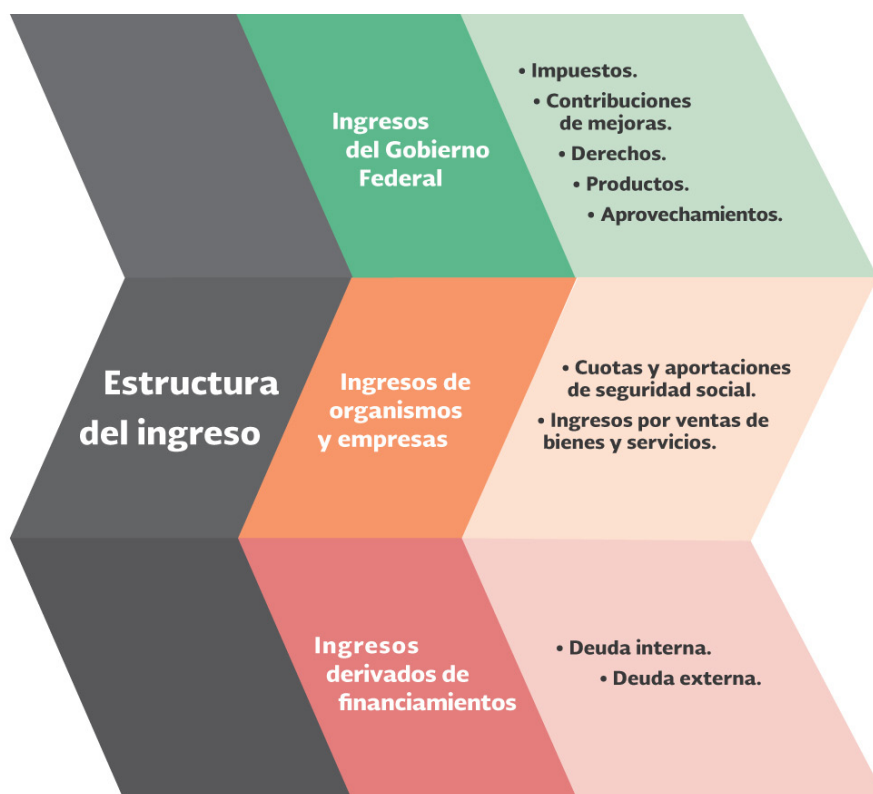 Estructura
del ingreso
Ingresos
del Gobierno
Federal
• Impuestos.
• Contribuciones
de mejoras.
• Derechos.
• Productos.
• Aprovechamientos.
Ingresos de
organismos
y empresas
• Cuotas y aportaciones
de seguridad social.
• Ingresos por ventas de
bienes y servicios.
Ingresos
derivados de
financiamientos
• Deuda interna.
• Deuda externa.